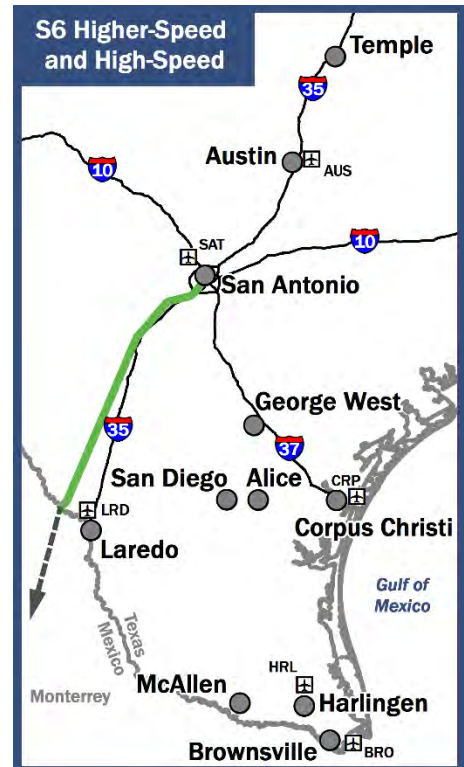 S6 Higher-Speed
and High-Speed
Temple
35
Austin
AUS
10
SAT
10
San Antonio
George West
35
37
San Diego
Alice
CRP
LRD
Corpus Christi
Laredo
Gulf of
Mexico
Texas
Mexico
HRL
McAllen
Monterrey
Harlingen
Brownsville
BRO